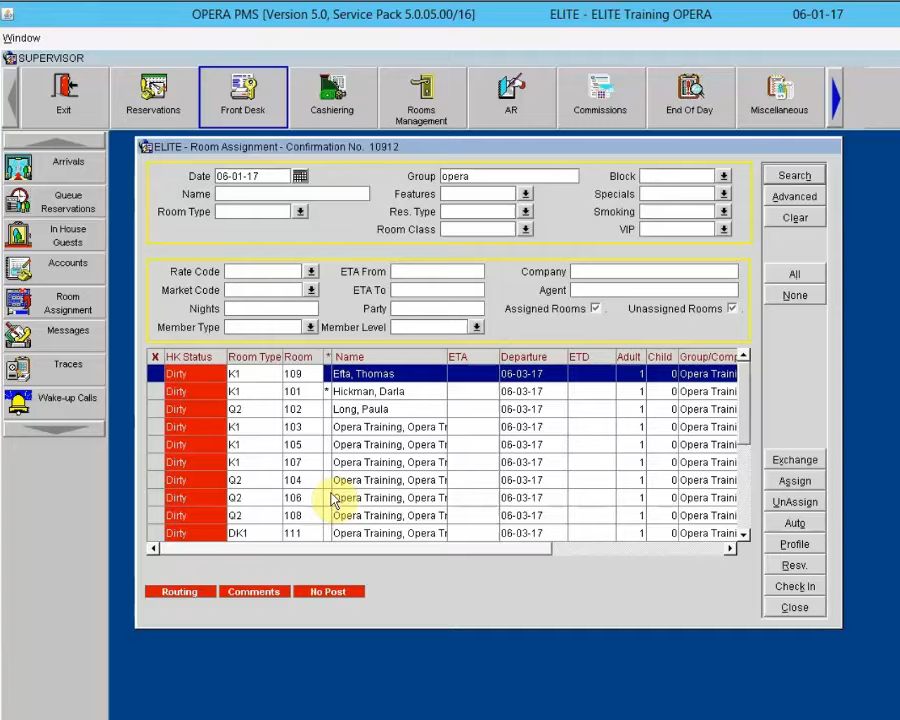 OPERA PMS [Version 5.0, Service Pack 5.0.05.00/16] ELITE - ELITE Training OPERA 06-01-17
Window
SUPERVISOR
Exit Reservations Front Desk Cashiering Rooms Management AR Commissions End Of Day Miscellaneous
Arrivals
Queue Reservations
In House Guests
Accounts
Room Assignment
Messages
Traces
Wake-up Calls
ELITE - Room Assignment - Confirmation No. 10912
Date 06-01-17 Group opera Block
Name Features Specials
Room Type Res. Type Smoking
Room Class VIP
Rate Code ETA From Company
Market Code ETA To Agent
Nights Party Assigned Rooms Unassigned Rooms
Member Type Member Level
X HK Status Room Type Room * Name ETA Departure ETD Adult Child Group/Comp
Dirty K1 109 Efta, Thomas 06-03-17 1 0 Opera Traini
Dirty K1 101 * Hickman, Darla 06-03-17 1 0 Opera Traini
Dirty Q2 102 Long, Paula 06-03-17 1 0 Opera Traini
Dirty K1 103 Opera Training, Opera Tr 06-03-17 1 0 Opera Traini
Dirty K1 105 Opera Training, Opera Tr 06-03-17 1 0 Opera Traini
Dirty K1 107 Opera Training, Opera Tr 06-03-17 1 0 Opera Traini
Dirty Q2 104 Opera Training, Opera Tr 06-03-17 1 0 Opera Traini
Dirty Q2 106 Opera Training, Opera Tr 06-03-17 1 0 Opera Traini
Dirty Q2 108 Opera Training, Opera Tr 06-03-17 1 0 Opera Traini
Dirty DK1 111 Opera Training, Opera Tr 06-03-17 1 0 Opera Traini
Routing Comments No Post
Search
Advanced
Clear
All
None
Exchange
Assign
UnAssign
Auto
Profile
Resv.
Check In
Close